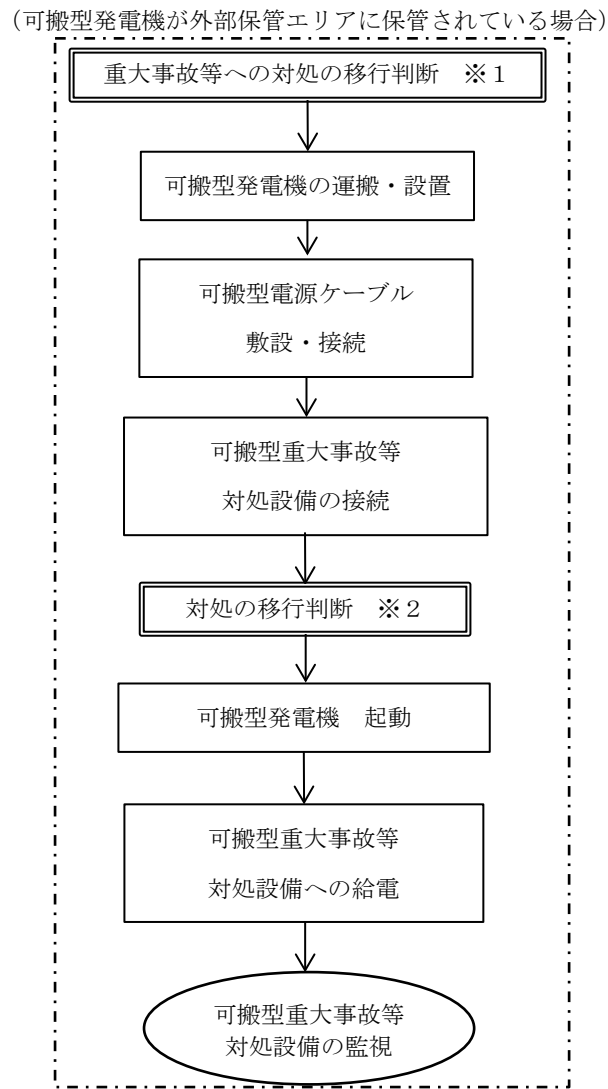 (可搬型発電機が外部保管エリアに保管されている場合)
重大事故等への対処の移行判断　※1
可搬型発電機の運搬・設置
可搬型電源ケーブル
敷設・接続
可搬型重大事故等
対処設備の接続
対処の移行判断　※2
可搬型発電機　起動
可搬型重大事故等
対処設備への給電
可搬型重大事故等
対処設備の監視